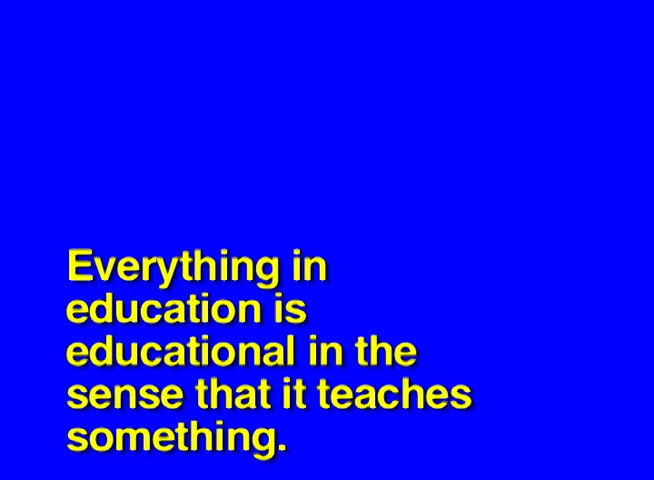 Everything in
education is
educational in the
sense that it teaches
something.